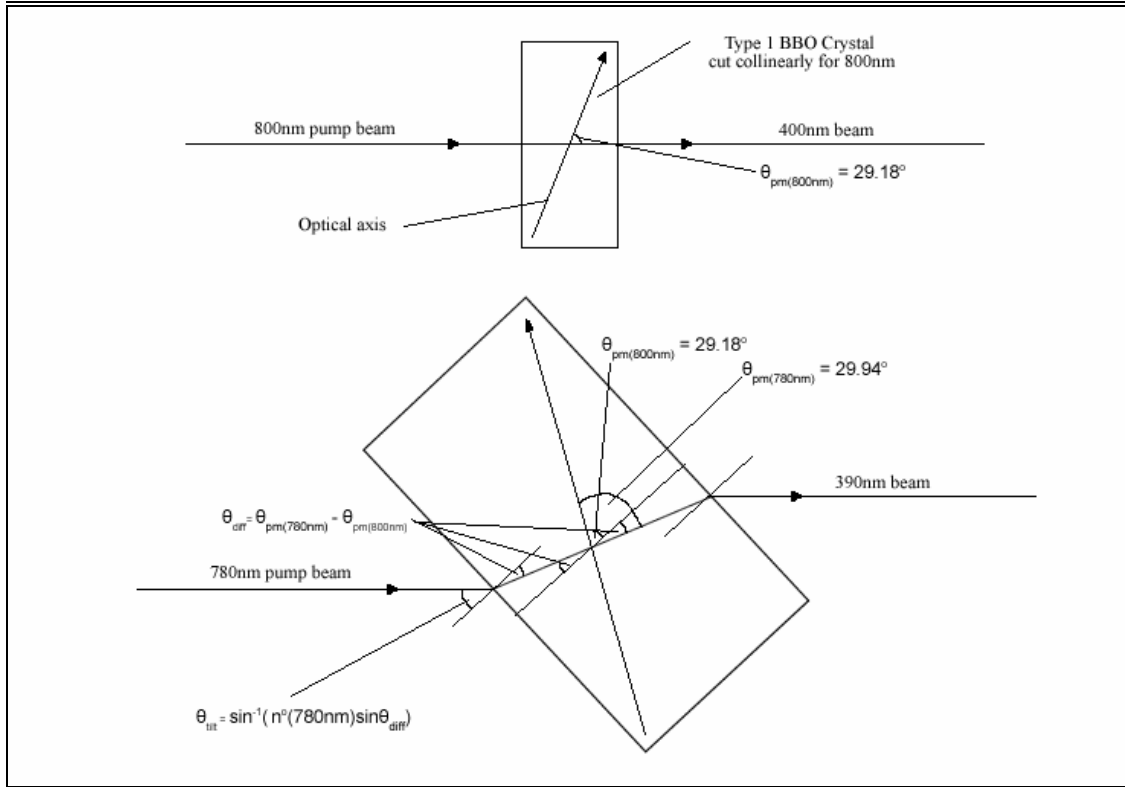 Type 1 BBO Crystal
cut collinearly for 800nm
800nm pump beam
400nm beam
θpm(800nm) = 29.18°
Optical axis
θpm(800nm) = 29.18°
θpm(780nm) = 29.94°
390nm beam
θdiff= θpm(780nm) - θpm(800nm)
780nm pump beam
θtilt = sin⁻¹( n°(780nm)sinθdiff)